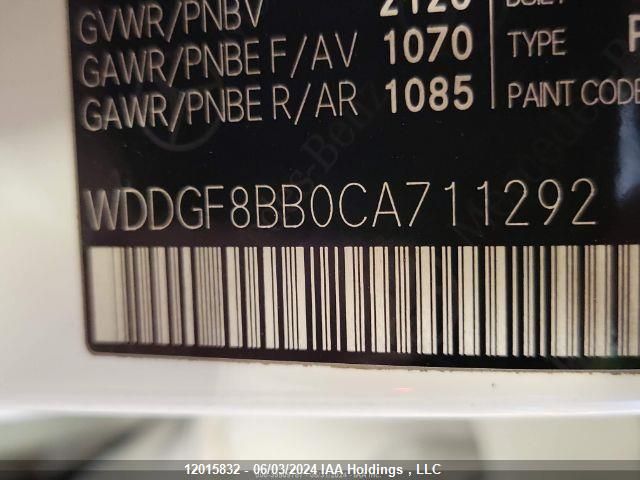 GVWR/PNBV 2120
GAWR/PNBE F/AV 1070 TYPE
GAWR/PNBE R/AR 1085 PAINT CODE
WDDGF8BB0CA711292
12015832 - 06/03/2024 IAA Holdings , LLC